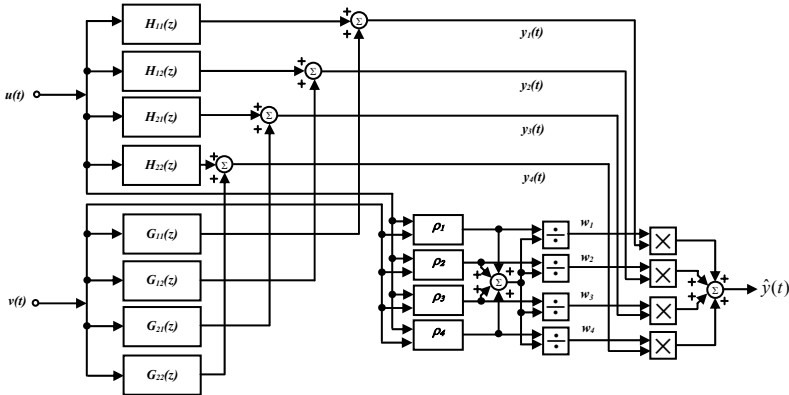 H₁₁(z)
Σ
+
+
y₁(t)
H₁₂(z)
Σ
+
+
y₂(t)
u(t)
H₂₁(z)
Σ
+
+
y₃(t)
H₂₂(z)
Σ
+
+
y₄(t)
G₁₁(z)
ρ₁
÷
w₁
×
G₁₂(z)
ρ₂
÷
w₂
×
v(t)
+
+
+
+
Σ
+
+
+
+
Σ
ŷ(t)
G₂₁(z)
ρ₃
÷
w₃
×
ρ₄
÷
w₄
×
G₂₂(z)